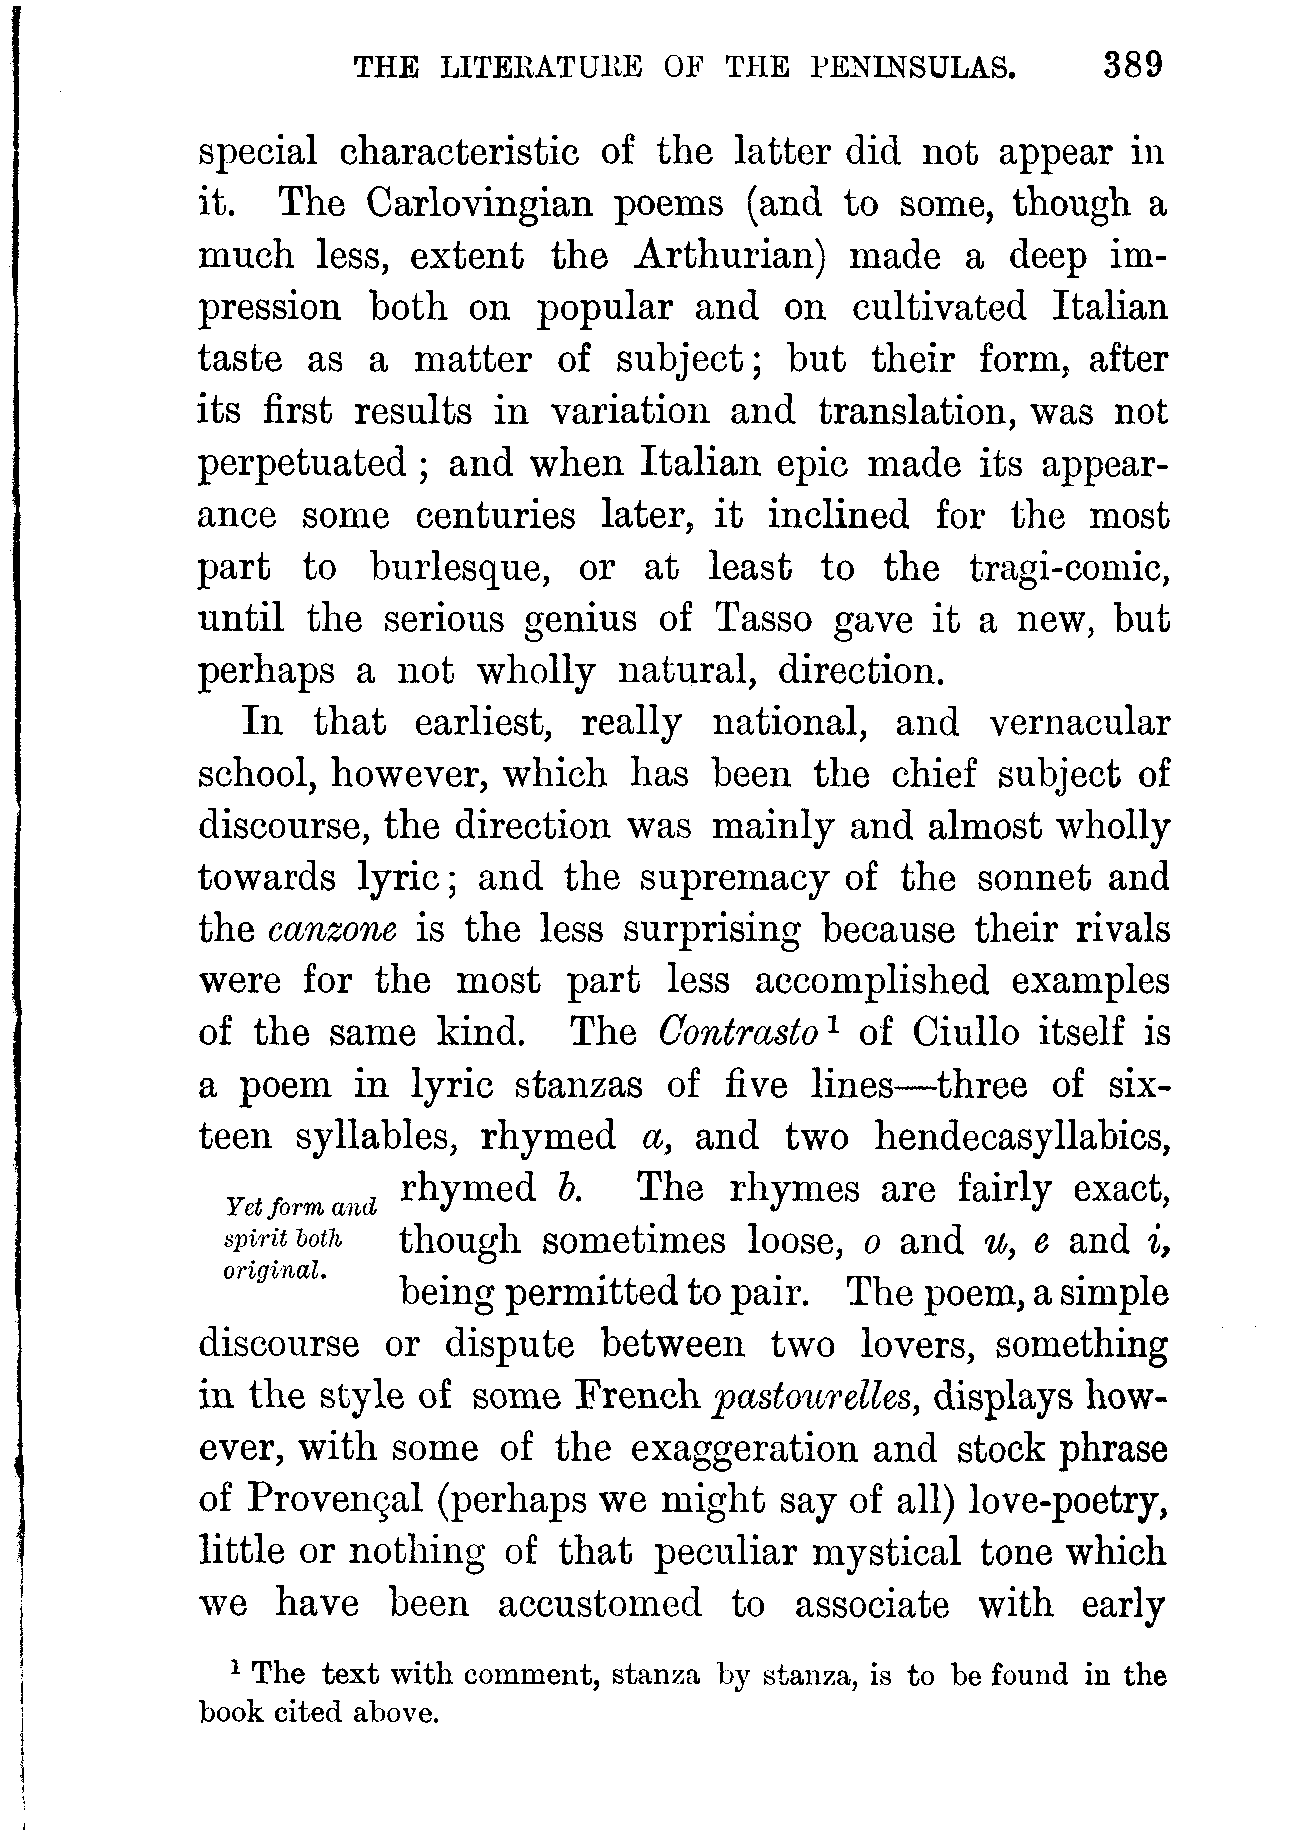 THE LITERATURE OF THE PENINSULAS. 389
special characteristic of the latter did not appear in
it. The Carlovingian poems (and to some, though a
much less, extent the Arthurian) made a deep im-
pression both on popular and on cultivated Italian
taste as a matter of subject; but their form, after
its first results in variation and translation, was not
perpetuated ; and when Italian epic made its appear-
ance some centuries later, it inclined for the most
part to burlesque, or at least to the tragi-comic,
until the serious genius of Tasso gave it a new, but
perhaps a not wholly natural, direction.
In that earliest, really national, and vernacular
school, however, which has been the chief subject of
discourse, the direction was mainly and almost wholly
towards lyric; and the supremacy of the sonnet and
the canzone is the less surprising because their rivals
were for the most part less accomplished examples
of the same kind. The Contrasto¹ of Ciullo itself is
a poem in lyric stanzas of five lines—three of six-
teen syllables, rhymed a, and two hendecasyllabics,
Yet form and
spirit both
original.
rhymed b. The rhymes are fairly exact,
though sometimes loose, o and u, e and i,
being permitted to pair. The poem, a simple
discourse or dispute between two lovers, something
in the style of some French pastourelles, displays how-
ever, with some of the exaggeration and stock phrase
of Provençal (perhaps we might say of all) love-poetry,
little or nothing of that peculiar mystical tone which
we have been accustomed to associate with early
¹ The text with comment, stanza by stanza, is to be found in the
book cited above.